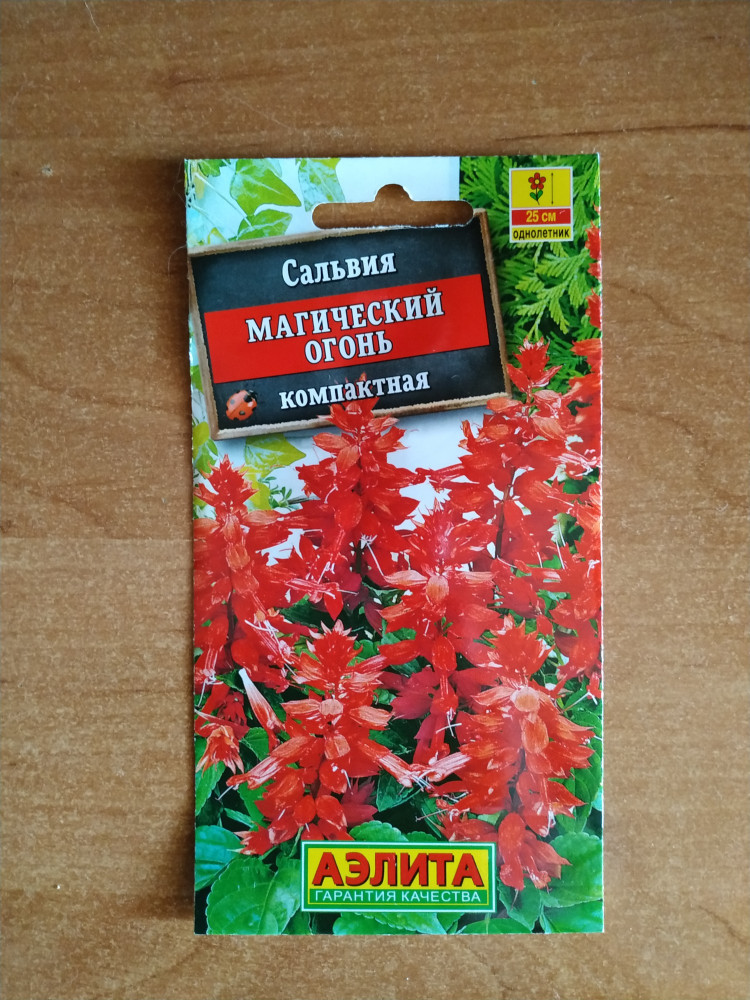 25 см
однолетник
Сальвия
МАГИЧЕСКИЙ
ОГОНЬ
компактная
АЭЛИТА
ГАРАНТИЯ КАЧЕСТВА